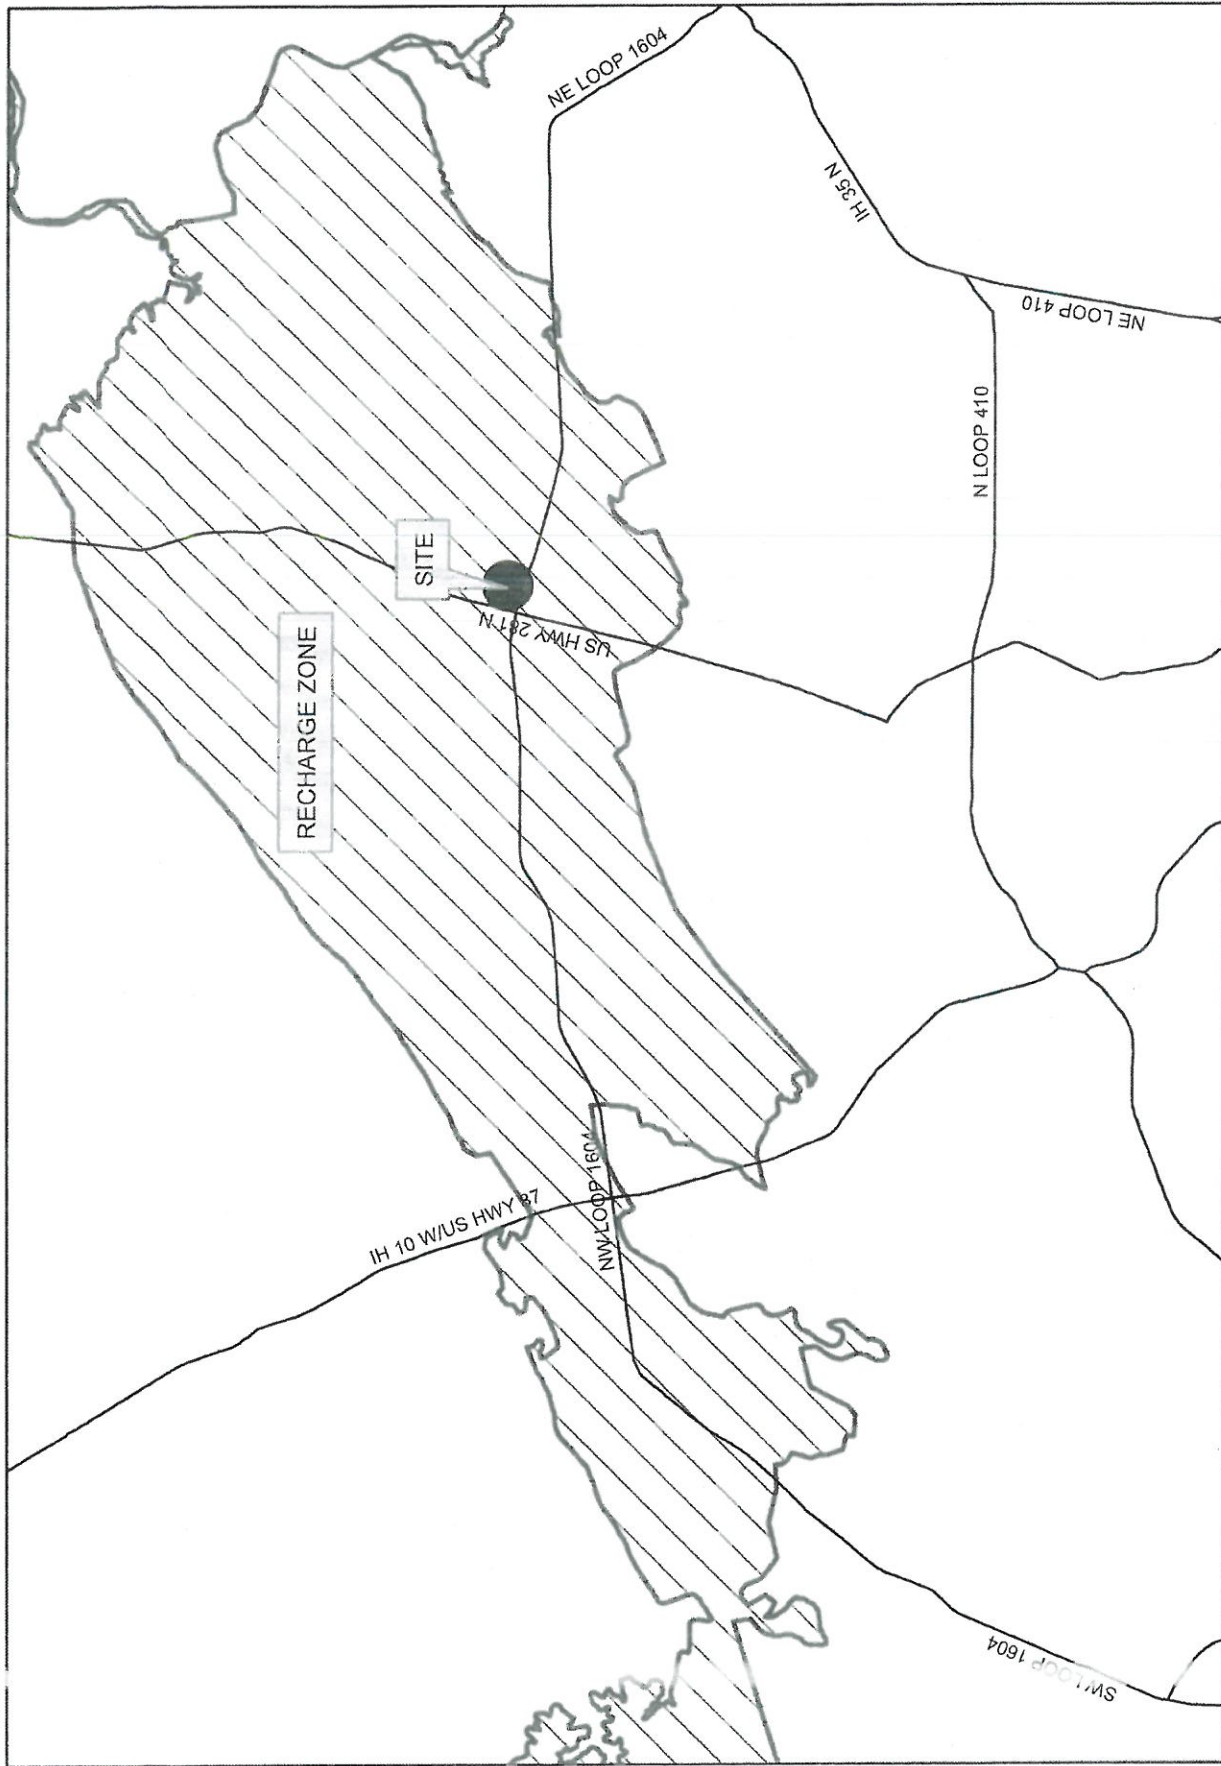 NE LOOP 1604
IH 35 N
NE LOOP 410
N LOOP 410
SITE
US HWY 281 N
RECHARGE ZONE
NW LOOP 1604
IH 10 W/US HWY 87
SW LOOP 1604